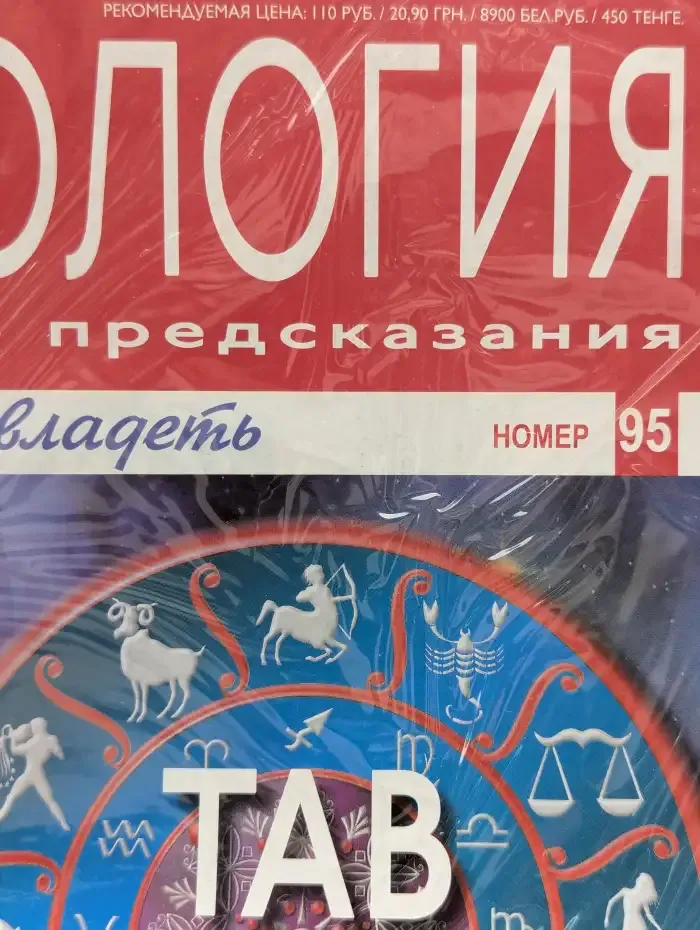 РЕКОМЕНДУЕМАЯ ЦЕНА: 110 РУБ. / 20,90 ГРН. / 8900 БЕЛ.РУБ. / 450 ТЕНГЕ.
ОЛОГИЯ
предсказания
владеть
НОМЕР 95
ТАВ